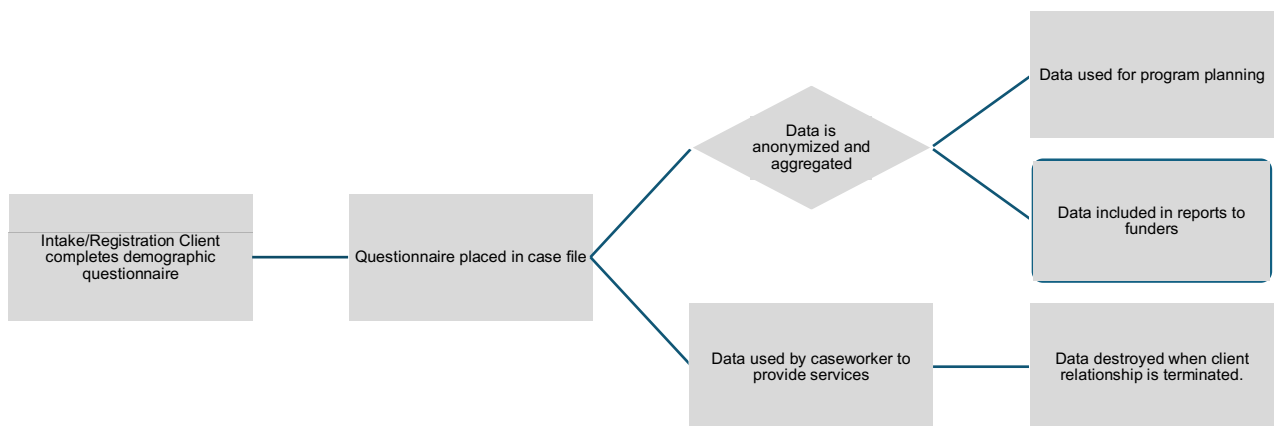 Data used for program planning
Data is
anonymized and
aggregated
Data included in reports to
funders
Intake/Registration Client
completes demographic
questionnaire
Questionnaire placed in case file
Data used by caseworker to
provide services
Data destroyed when client
relationship is terminated.